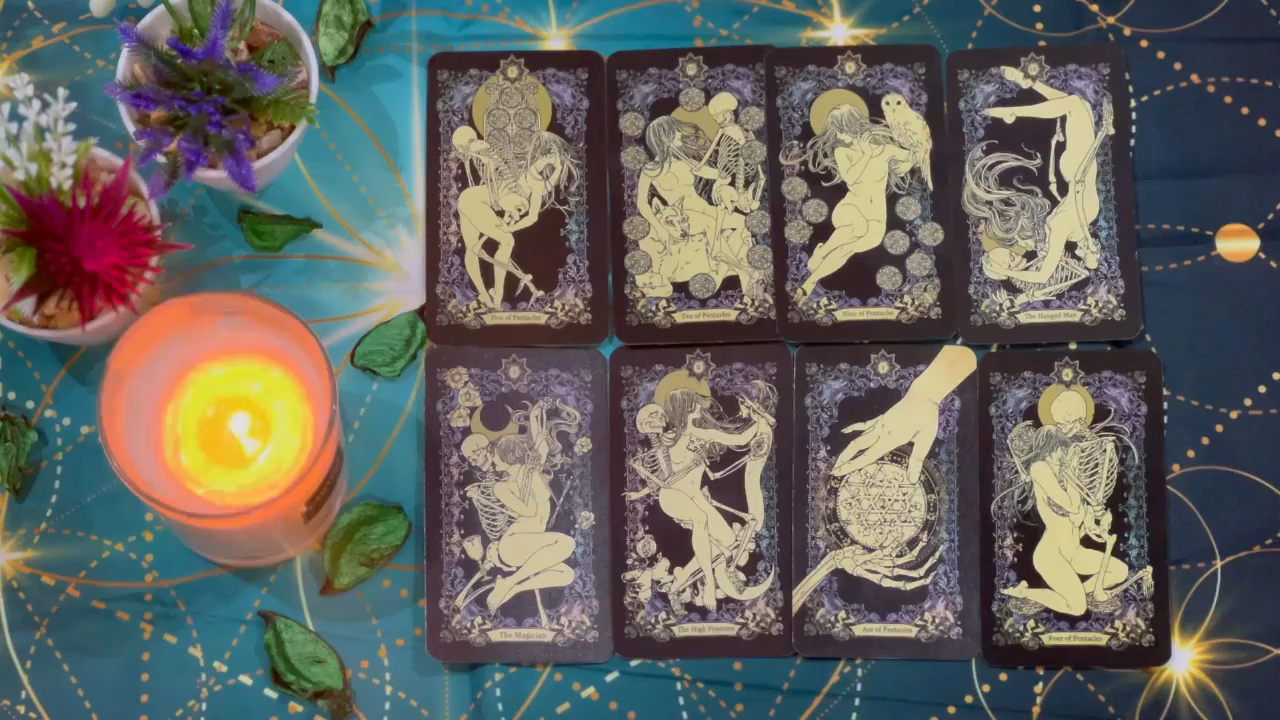 Five of Pentacles
Ten of Pentacles
Nine of Pentacles
The Hanged Man
The Magician
The High Priestess
Ace of Pentacles
Four of Pentacles